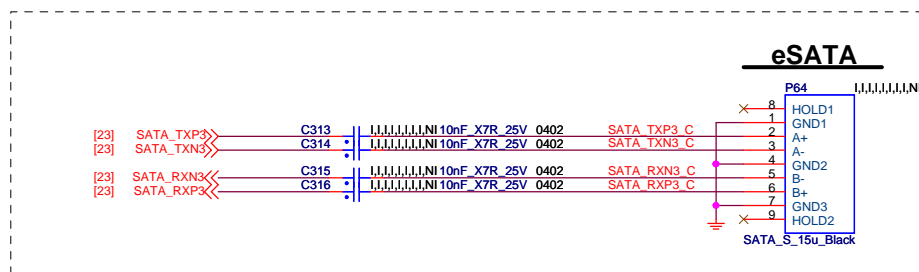 eSATA
P64 I,I,I,I,I,I,I,NI
8 HOLD1
1 GND1
[23] SATA_TXP3 C313 I,I,I,I,I,I,I,NI 10nF_X7R_25V 0402 SATA_TXP3_C 2 A+
[23] SATA_TXN3 C314 I,I,I,I,I,I,I,NI 10nF_X7R_25V 0402 SATA_TXN3_C 3 A-
4 GND2
[23] SATA_RXN3 C315 I,I,I,I,I,I,I,NI 10nF_X7R_25V 0402 SATA_RXN3_C 5 B-
[23] SATA_RXP3 C316 I,I,I,I,I,I,I,NI 10nF_X7R_25V 0402 SATA_RXP3_C 6 B+
7 GND3
9 HOLD2
SATA_S_15u_Black